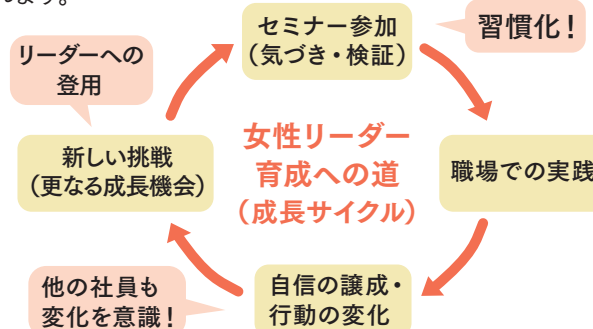 セミナー参加
（気づき・検証）
習慣化！
リーダーへの
登用
新しい挑戦
（更なる成長機会）
女性リーダー
育成への道
（成長サイクル）
職場での実践
他の社員も
変化を意識！
自信の譲成・
行動の変化